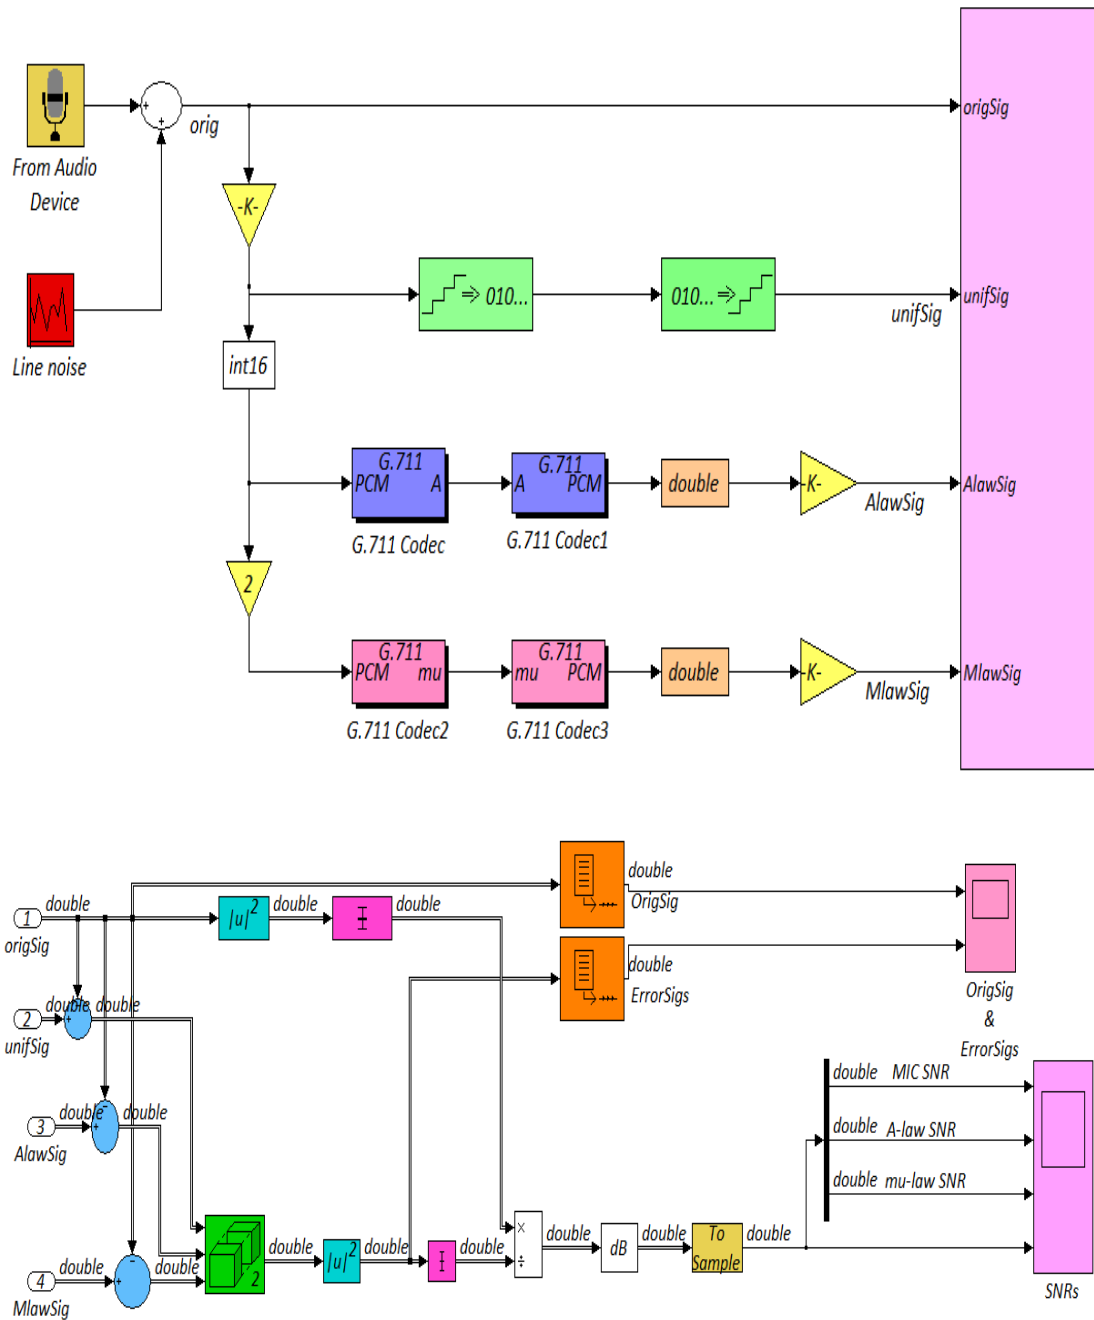 From Audio
Device
+
+
orig
origSig
-K-
010...
010...
unifSig
unifSig
Line noise
int16
G.711
PCM A
G.711
A PCM
double
-K-
AlawSig
AlawSig
G.711 Codec
G.711 Codec1
2
G.711
PCM mu
G.711
mu PCM
double
-K-
MlawSig
MlawSig
G.711 Codec2
G.711 Codec3
double
OrigSig
1
double
origSig
|u|²
double
double
double
ErrorSigs
OrigSig
&
ErrorSigs
2
double
double
+
unifSig
double MIC SNR
3
double
double
-
+
AlawSig
double A-law SNR
double mu-law SNR
4
double
-
+
double
MlawSig
2
double
|u|²
double
double
×
÷
double
dB
double
To
Sample
double
SNRs